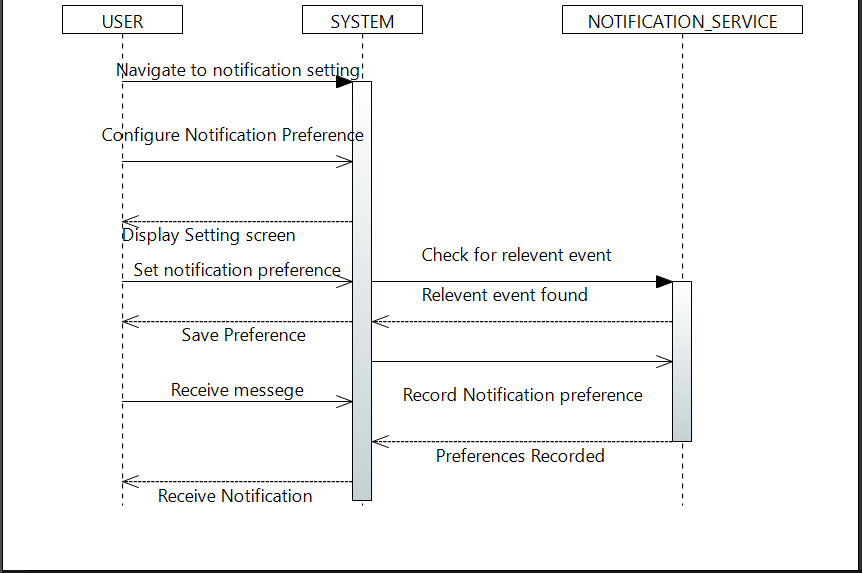 USER
SYSTEM
NOTIFICATION_SERVICE
Navigate to notification setting
Configure Notification Preference
Display Setting screen
Check for relevent event
Set notification preference
Relevent event found
Save Preference
Receive messege
Record Notification preference
Preferences Recorded
Receive Notification